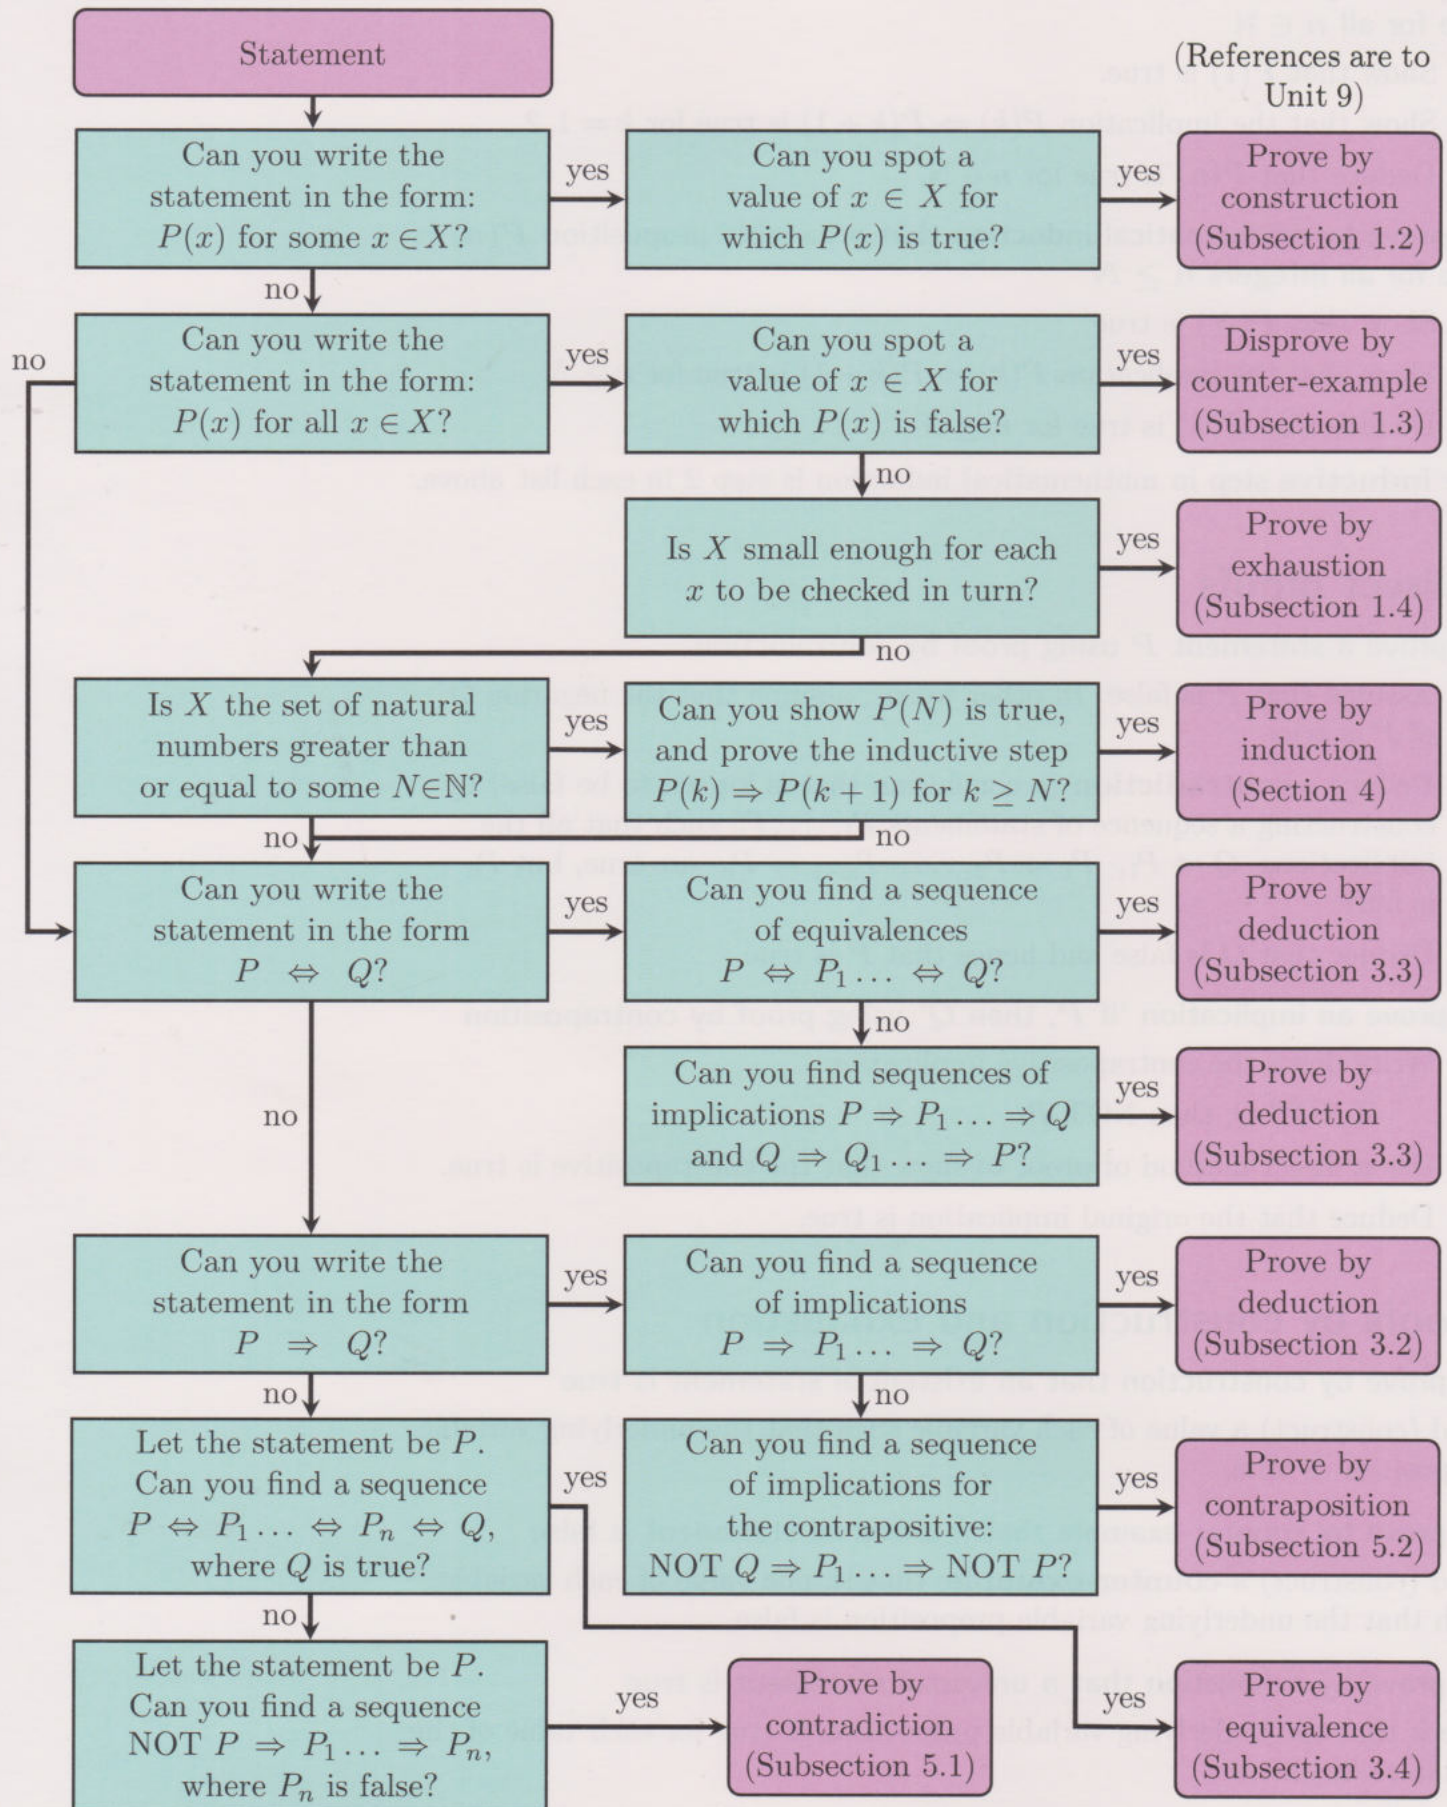 Statement
(References are to
Unit 9)
Can you write the
statement in the form:
P(x) for some x ∈ X?
yes
Can you spot a
value of x ∈ X for
which P(x) is true?
yes
Prove by
construction
(Subsection 1.2)
no
Can you write the
statement in the form:
P(x) for all x ∈ X?
no
yes
Can you spot a
value of x ∈ X for
which P(x) is false?
yes
Disprove by
counter-example
(Subsection 1.3)
no
Is X small enough for each
x to be checked in turn?
yes
Prove by
exhaustion
(Subsection 1.4)
no
Is X the set of natural
numbers greater than
or equal to some N∈ℕ?
yes
Can you show P(N) is true,
and prove the inductive step
P(k) ⇒ P(k + 1) for k ≥ N?
yes
Prove by
induction
(Section 4)
no
no
Can you write the
statement in the form
P ⇔ Q?
yes
Can you find a sequence
of equivalences
P ⇔ P₁ … ⇔ Q?
yes
Prove by
deduction
(Subsection 3.3)
no
Can you find sequences of
implications P ⇒ P₁ … ⇒ Q
and Q ⇒ Q₁ … ⇒ P?
yes
Prove by
deduction
(Subsection 3.3)
no
Can you write the
statement in the form
P ⇒ Q?
yes
Can you find a sequence
of implications
P ⇒ P₁ … ⇒ Q?
yes
Prove by
deduction
(Subsection 3.2)
no
no
Let the statement be P.
Can you find a sequence
P ⇔ P₁ … ⇔ Pₙ ⇔ Q,
where Q is true?
yes
Can you find a sequence
of implications for
the contrapositive:
NOT Q ⇒ P₁ … ⇒ NOT P?
yes
Prove by
contraposition
(Subsection 5.2)
no
Let the statement be P.
Can you find a sequence
NOT P ⇒ P₁ … ⇒ Pₙ,
where Pₙ is false?
yes
Prove by
contradiction
(Subsection 5.1)
yes
Prove by
equivalence
(Subsection 3.4)